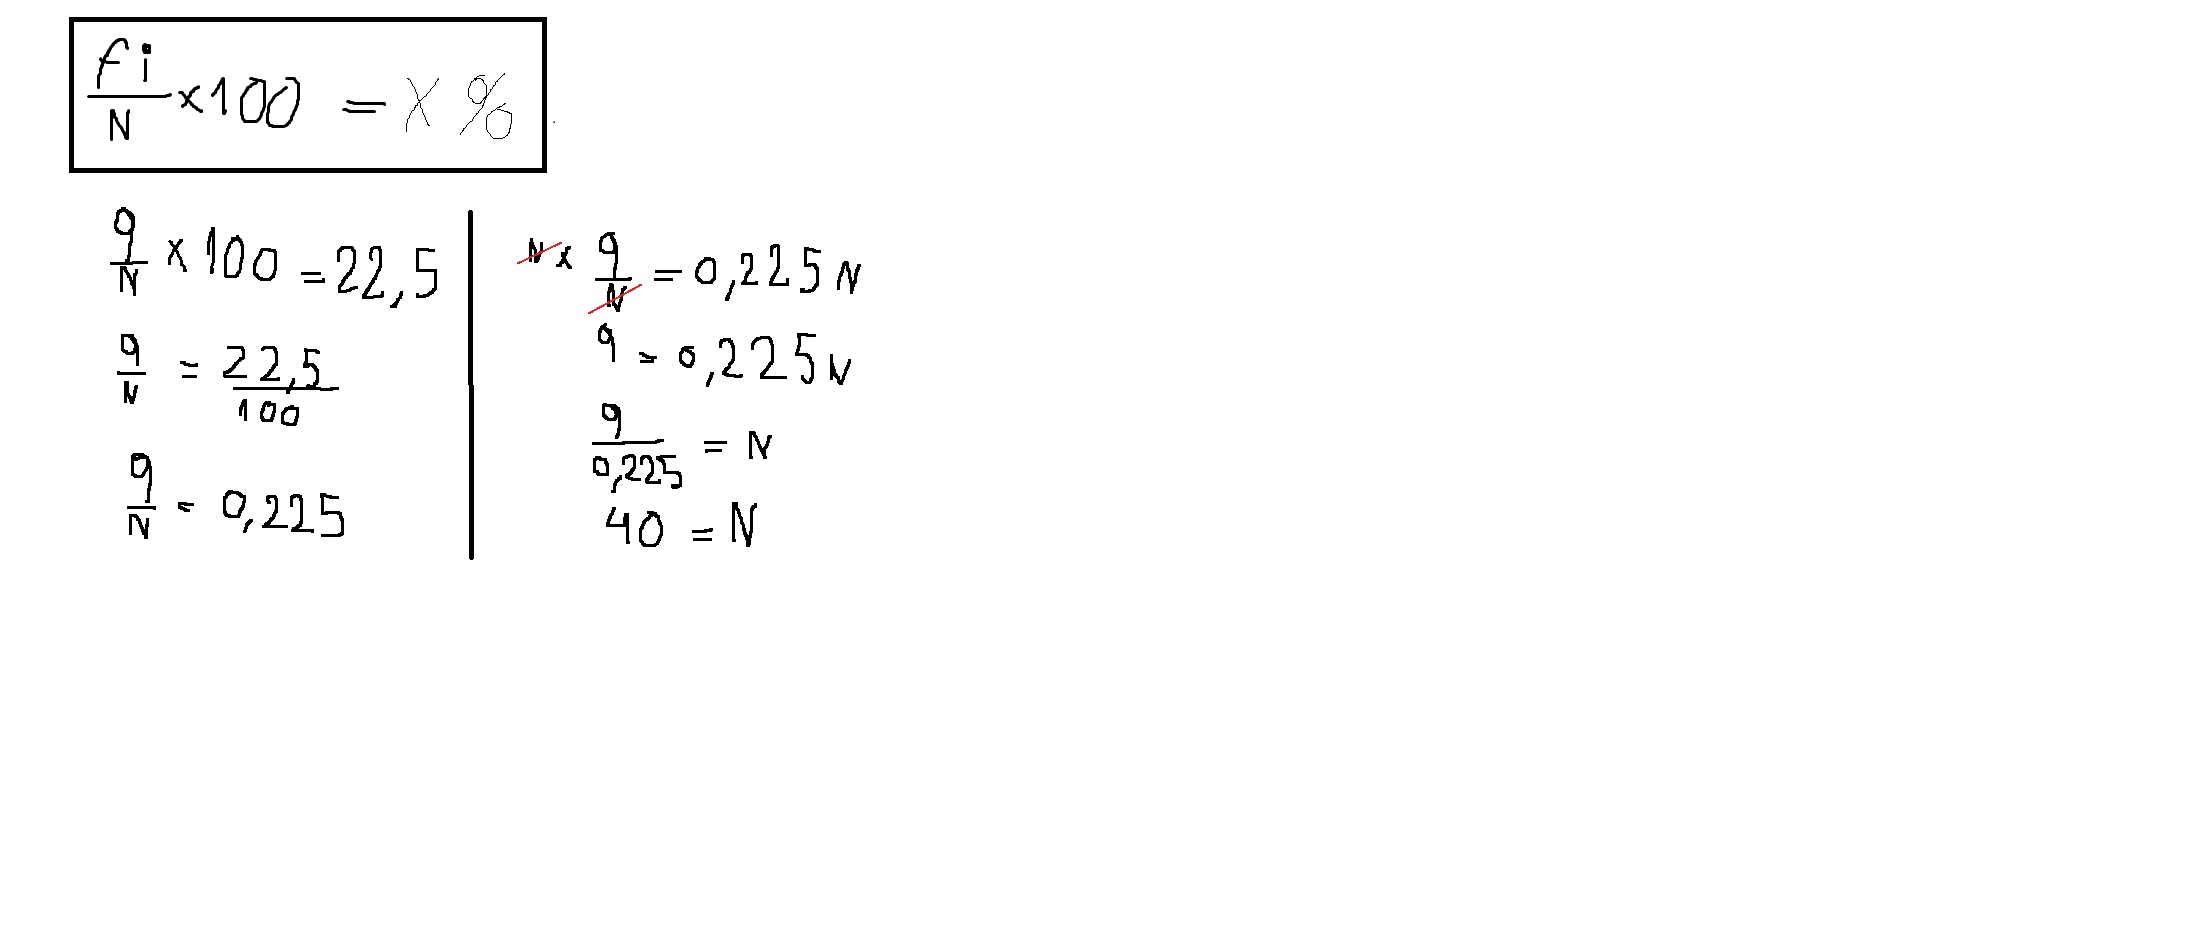 fi/N x100 = X %
9/N x 100 = 22,5
9/N = 22,5/100
9/N = 0,225
N x 9/N = 0,225 N
9 = 0,225 N
9/0,225 = N
40 = N